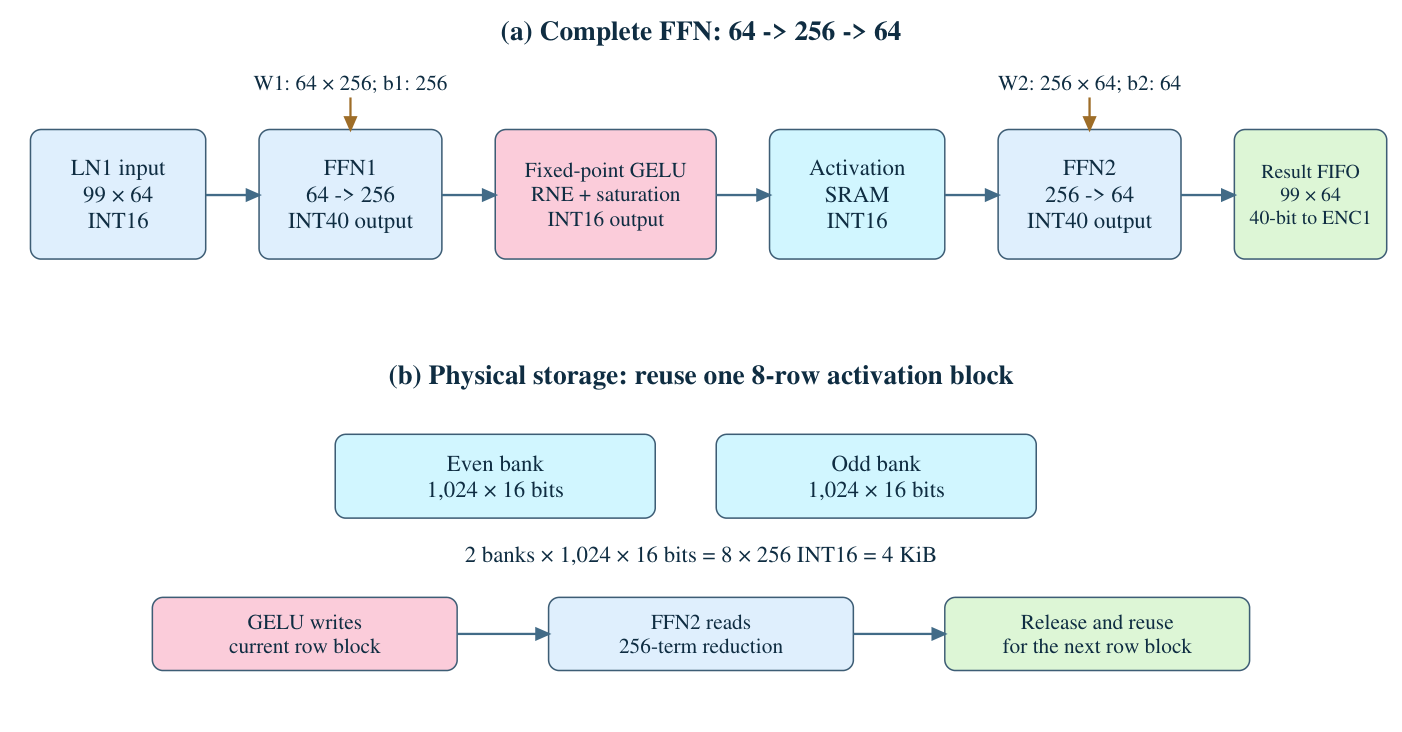 (a) Complete FFN: 64 -> 256 -> 64
W1: 64 × 256; b1: 256
W2: 256 × 64; b2: 64
LN1 input
99 × 64
INT16
FFN1
64 -> 256
INT40 output
Fixed-point GELU
RNE + saturation
INT16 output
Activation
SRAM
INT16
FFN2
256 -> 64
INT40 output
Result FIFO
99 × 64
40-bit to ENC1
(b) Physical storage: reuse one 8-row activation block
Even bank
1,024 × 16 bits
Odd bank
1,024 × 16 bits
2 banks × 1,024 × 16 bits = 8 × 256 INT16 = 4 KiB
GELU writes
current row block
FFN2 reads
256-term reduction
Release and reuse
for the next row block